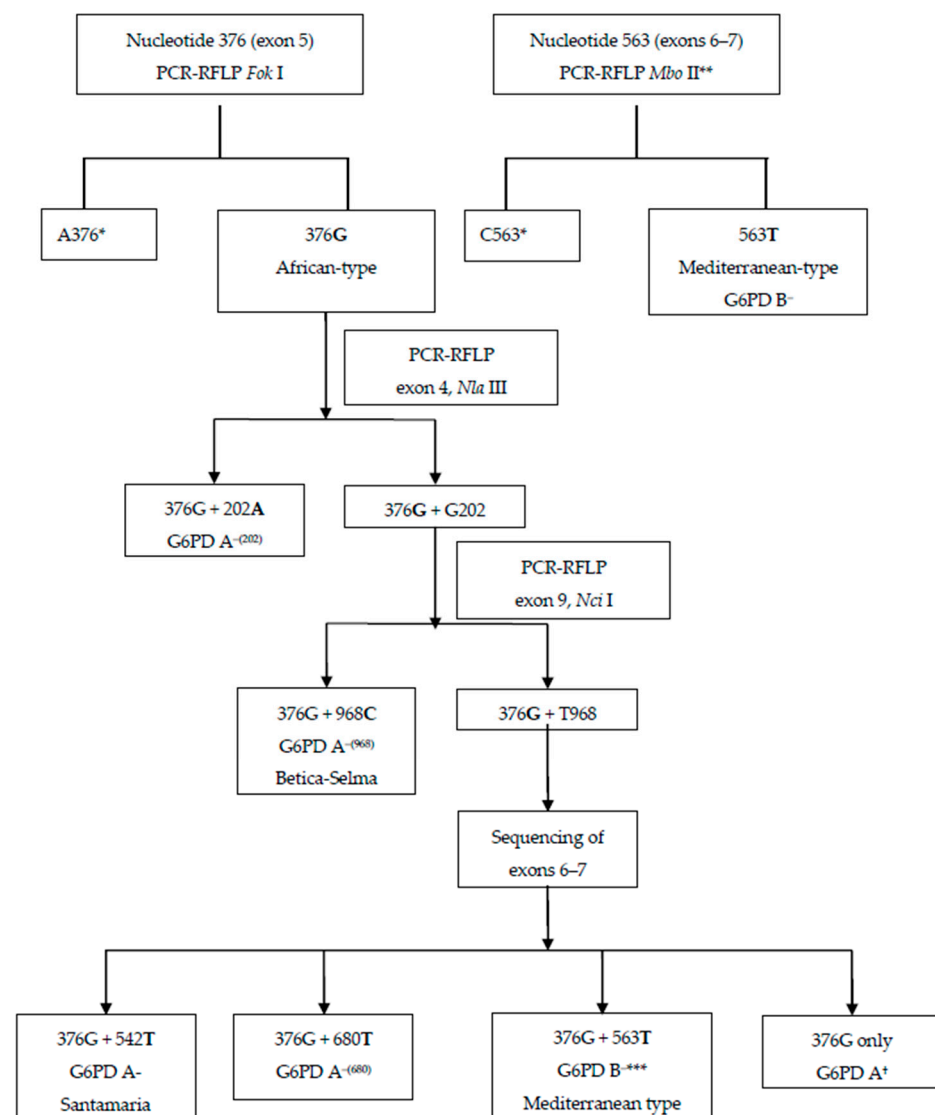 Nucleotide 376 (exon 5)
PCR-RFLP Fok I
Nucleotide 563 (exons 6–7)
PCR-RFLP Mbo II**
A376*
376G
African-type
C563*
563T
Mediterranean-type
G6PD B⁻
PCR-RFLP
exon 4, Nla III
376G + 202A
G6PD A⁻⁽²⁰²⁾
376G + G202
PCR-RFLP
exon 9, Nci I
376G + 968C
G6PD A⁻⁽⁹⁶⁸⁾
Betica-Selma
376G + T968
Sequencing of
exons 6–7
376G + 542T
G6PD A-
Santamaria
376G + 680T
G6PD A⁻⁽⁶⁸⁰⁾
376G + 563T
G6PD B⁻***
Mediterranean type
376G only
G6PD A⁺